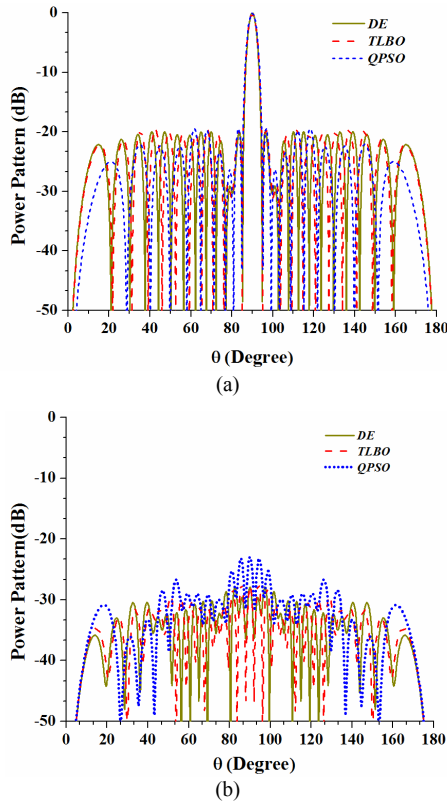 0
-10
-20
-30
-40
-50
Power Pattern (dB)
DE
TLBO
QPSO
0 20 40 60 80 100 120 140 160 180
θ (Degree)
(a)
0
-10
-20
-30
-40
-50
Power Pattern(dB)
DE
TLBO
QPSO
0 20 40 60 80 100 120 140 160 180
θ (Degree)
(b)